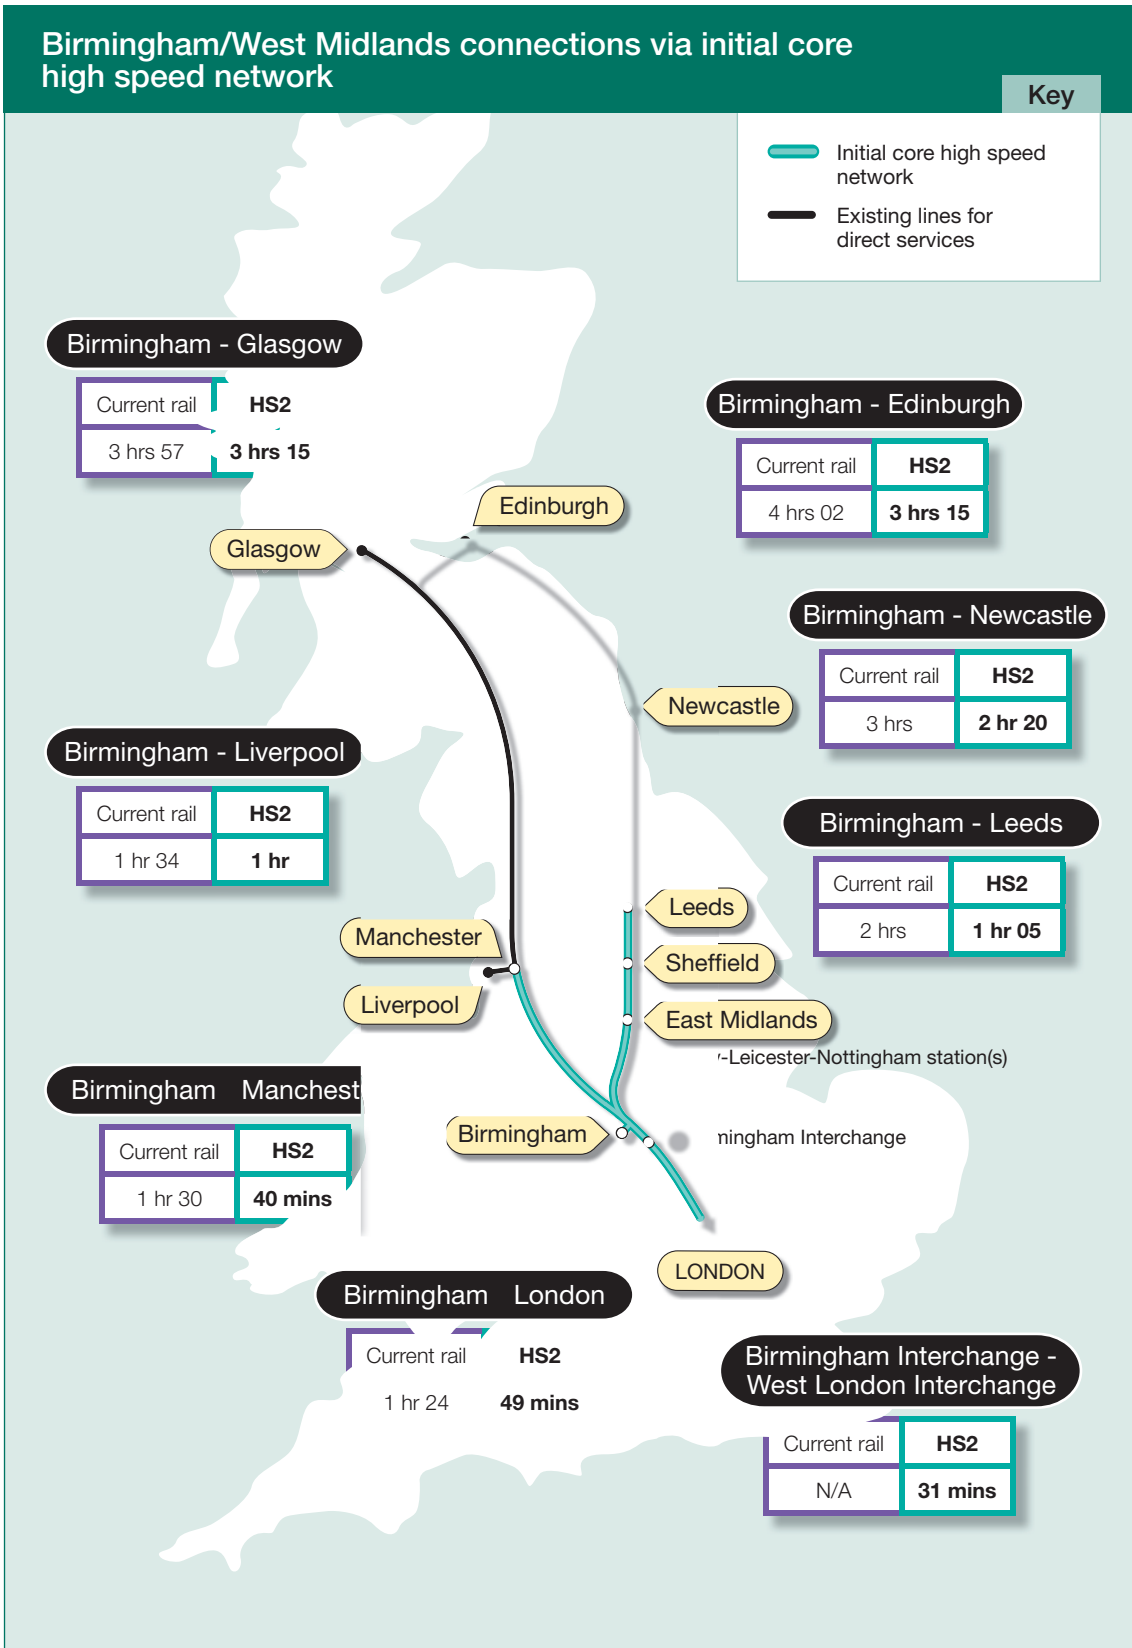 Birmingham/West Midlands connections via initial core
high speed network
Key
Initial core high speed
network
Existing lines for
direct services
Birmingham - Glasgow
Current rail HS2
3 hrs 57 3 hrs 15
Birmingham - Edinburgh
Current rail HS2
4 hrs 02 3 hrs 15
Edinburgh
Glasgow
Birmingham - Newcastle
Current rail HS2
3 hrs 2 hr 20
Newcastle
Birmingham - Liverpool
Current rail HS2
1 hr 34 1 hr
Birmingham - Leeds
Current rail HS2
2 hrs 1 hr 05
Leeds
Manchester
Sheffield
Liverpool
East Midlands
-Leicester-Nottingham station(s)
Birmingham Manchest
Current rail HS2
1 hr 30 40 mins
Birmingham
mingham Interchange
LONDON
Birmingham London
Current rail HS2
1 hr 24 49 mins
Birmingham Interchange -
West London Interchange
Current rail HS2
N/A 31 mins